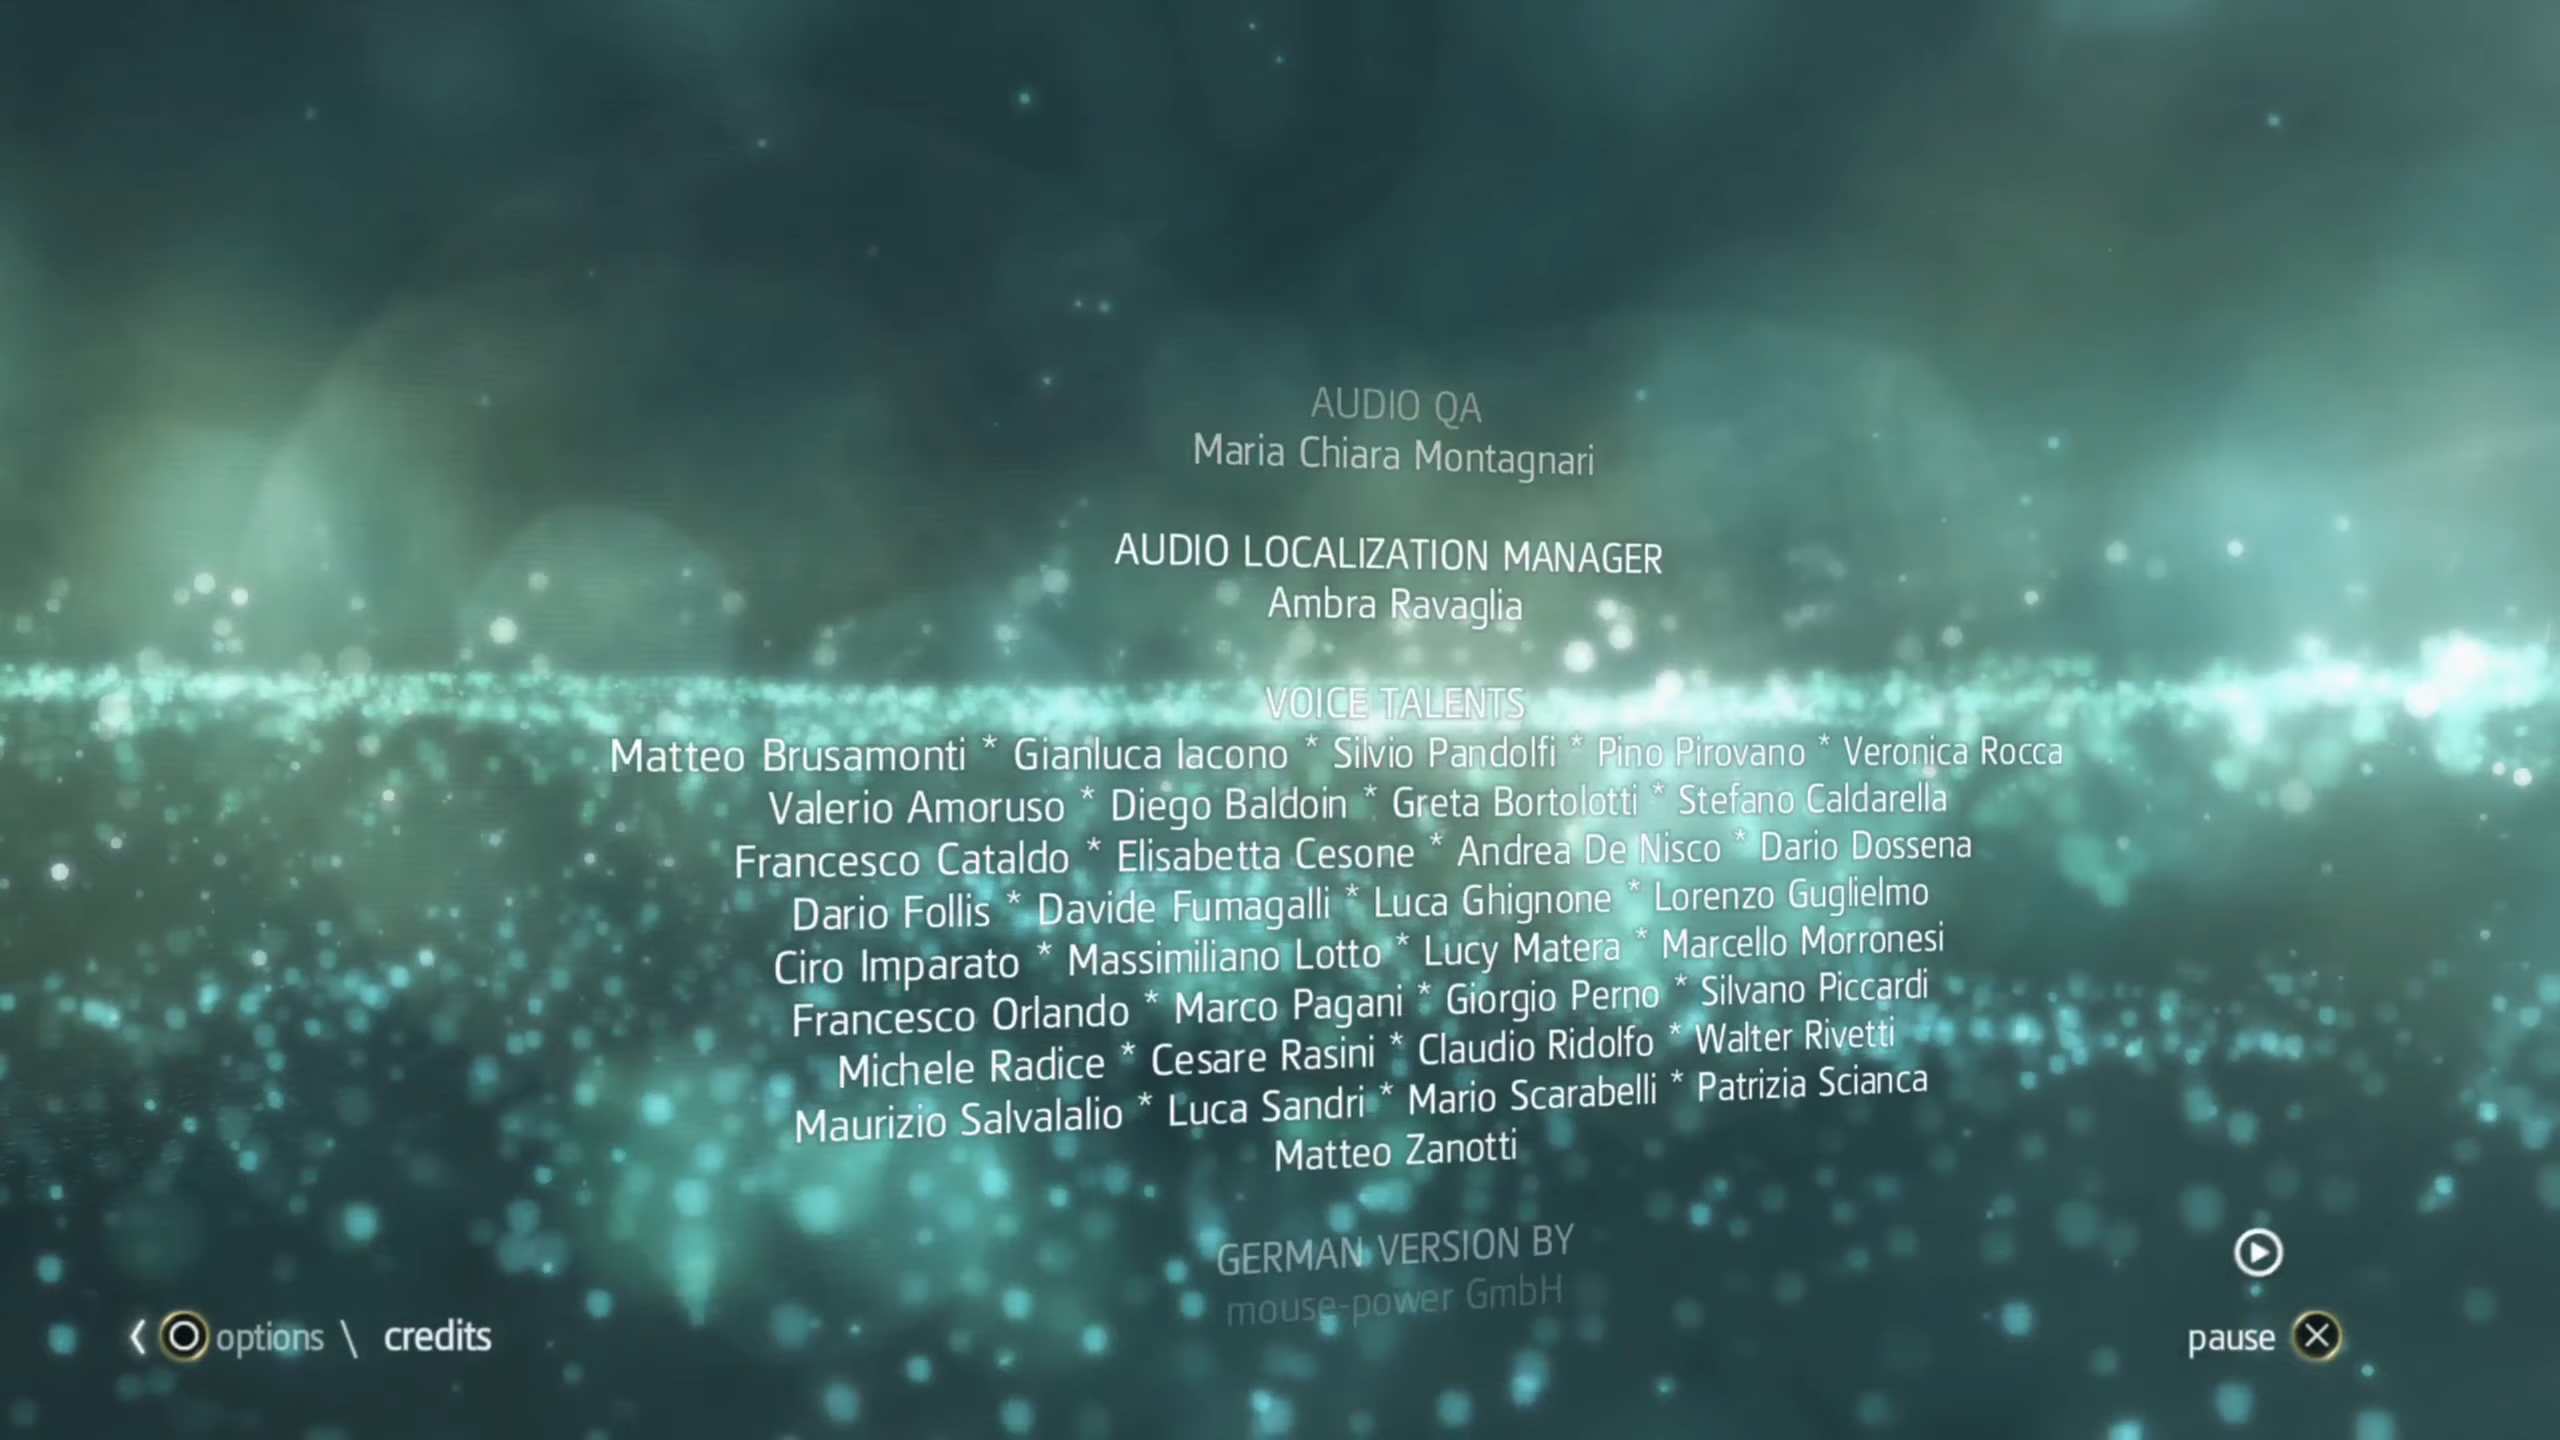 AUDIO QA
Maria Chiara Montagnari
AUDIO LOCALIZATION MANAGER
Ambra Ravaglia
VOICE TALENTS
Matteo Brusamonti * Gianluca Iacono * Silvio Pandolfi * Pino Pirovano * Veronica Rocca
Valerio Amoruso * Diego Baldoin * Greta Bortolotti * Stefano Caldarella
Francesco Cataldo * Elisabetta Cesone * Andrea De Nisco * Dario Dossena
Dario Follis * Davide Fumagalli * Luca Ghignone * Lorenzo Guglielmo
Ciro Imparato * Massimiliano Lotto * Lucy Matera * Marcello Morronesi
Francesco Orlando * Marco Pagani * Giorgio Perno * Silvano Piccardi
Michele Radice * Cesare Rasini * Claudio Ridolfo * Walter Rivetti
Maurizio Salvalalio * Luca Sandri * Mario Scarabelli * Patrizia Scianca
Matteo Zanotti
GERMAN VERSION BY
mouse-power GmbH
options \ credits
pause